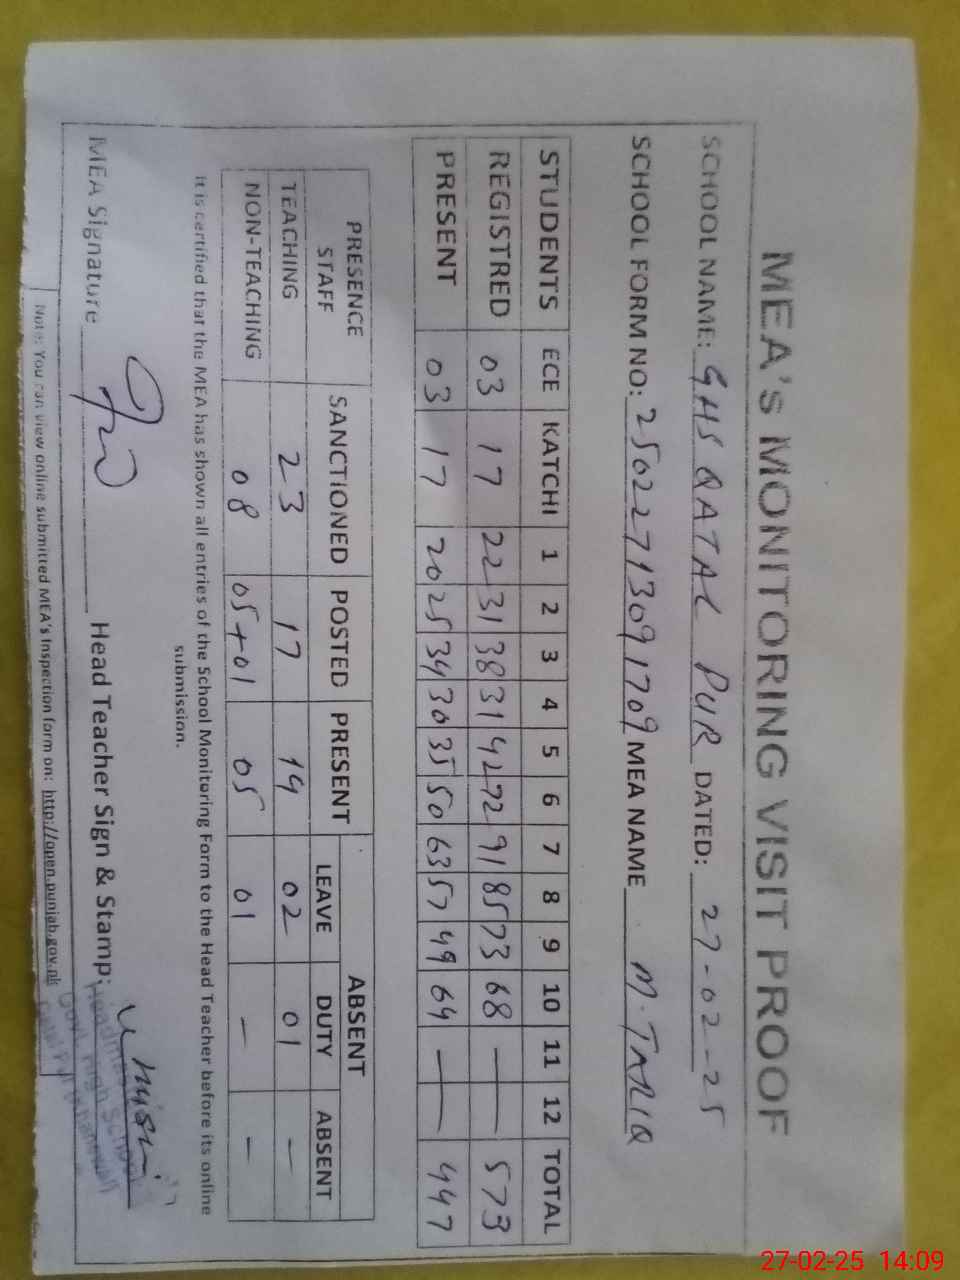 MEA's MONITORING VISIT PROOF
SCHOOL NAME: GHS QATAL PUR DATED: 27-02-25
SCHOOL FORM NO: 25022713091709 MEA NAME M. TARIQ
STUDENTS ECE KATCHI 1 2 3 4 5 6 7 8 9 10 11 12 TOTAL
REGISTRED 03 17 22 31 38 31 42 72 91 85 73 68 — — 573
PRESENT 03 17 20 25 34 30 35 50 63 57 49 64 — — 447
PRESENCE STAFF SANCTIONED POSTED PRESENT ABSENT
LEAVE DUTY ABSENT
TEACHING 23 17 14 02 01 —
NON-TEACHING 08 05+01 05 01 — —
It is certified that the MEA has shown all entries of the School Monitoring Form to the Head Teacher before its online
submission.
MEA Signature Head Teacher Sign & Stamp:
Govt. High School
Note: You can view online submitted MEA's Inspection form on: http://open.punjab.gov.pk
27-02-25 14:09